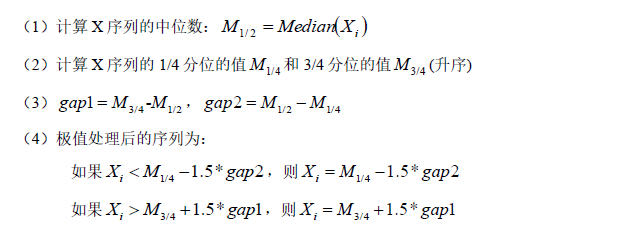 （1）计算 X 序列的中位数：M_{1/2} = Median(X_i)
（2）计算 X 序列的 1/4 分位的值 M_{1/4} 和 3/4 分位的值 M_{3/4} (升序)
（3）gap1 = M_{3/4} - M_{1/2}，gap2 = M_{1/2} − M_{1/4}
（4）极值处理后的序列为：
如果 X_i < M_{1/4} −1.5 * gap2，则 X_i = M_{1/4} −1.5 * gap2
如果 X_i > M_{3/4} +1.5 * gap1，则 X_i = M_{3/4} +1.5 * gap1